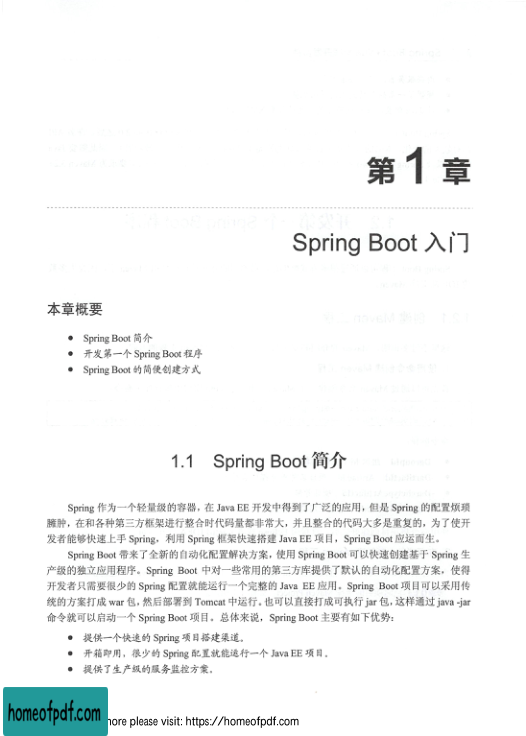 第 1 章
Spring Boot 入门
本章概要
● Spring Boot 简介
● 开发第一个 Spring Boot 程序
● Spring Boot 的简便创建方式
1.1 Spring Boot 简介
Spring 作为一个轻量级的容器，在 Java EE 开发中得到了广泛的应用，但是 Spring 的配置烦琐
臃肿，在和各种第三方框架进行整合时代码量都非常大，并且整合的代码大多是重复的，为了使开
发者能够快速上手 Spring，利用 Spring 框架快速搭建 Java EE 项目，Spring Boot 应运而生。
Spring Boot 带来了全新的自动化配置解决方案，使用 Spring Boot 可以快速创建基于 Spring 生
产级的独立应用程序。Spring Boot 中对一些常用的第三方库提供了默认的自动化配置方案，使得
开发者只需要很少的 Spring 配置就能运行一个完整的 Java EE 应用。Spring Boot 项目可以采用传
统的方案打成 war 包，然后部署到 Tomcat 中运行。也可以直接打成可执行 jar 包，这样通过 java -jar
命令就可以启动一个 Spring Boot 项目。总体来说，Spring Boot 主要有如下优势：
● 提供一个快速的 Spring 项目搭建渠道。
● 开箱即用，很少的 Spring 配置就能运行一个 Java EE 项目。
● 提供了生产级的服务监控方案。
homeofpdf.com
ore please visit: https://homeofpdf.com